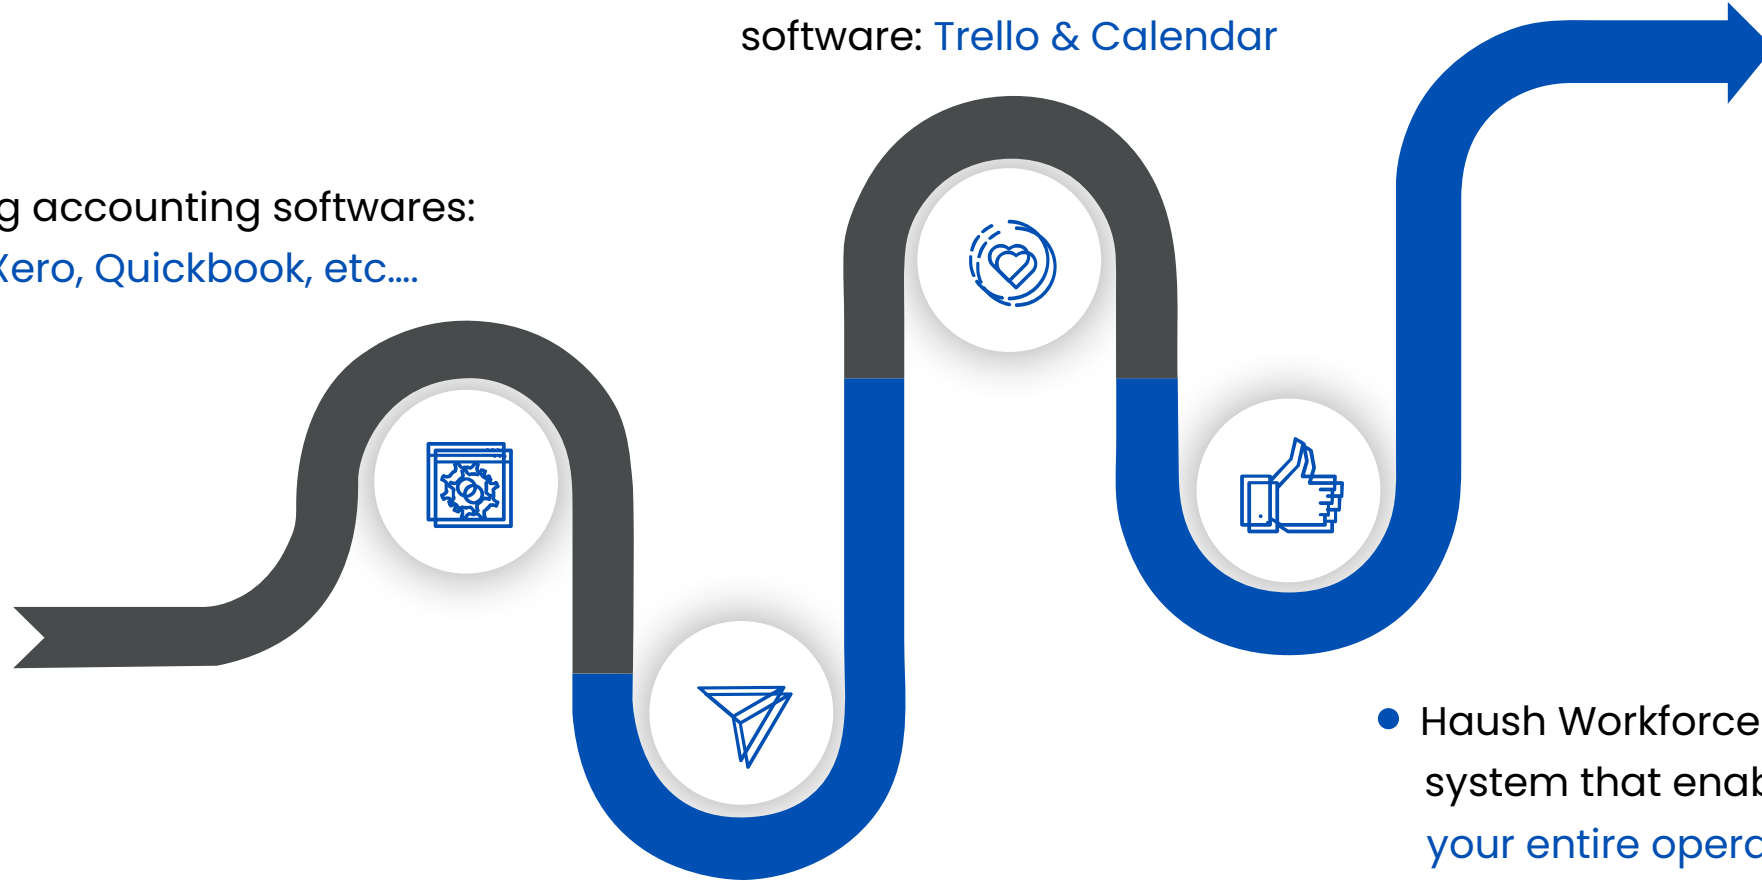 software: Trello & Calendar
g accounting softwares:
Xero, Quickbook, etc....
Haush Workforce
system that enab
your entire opera